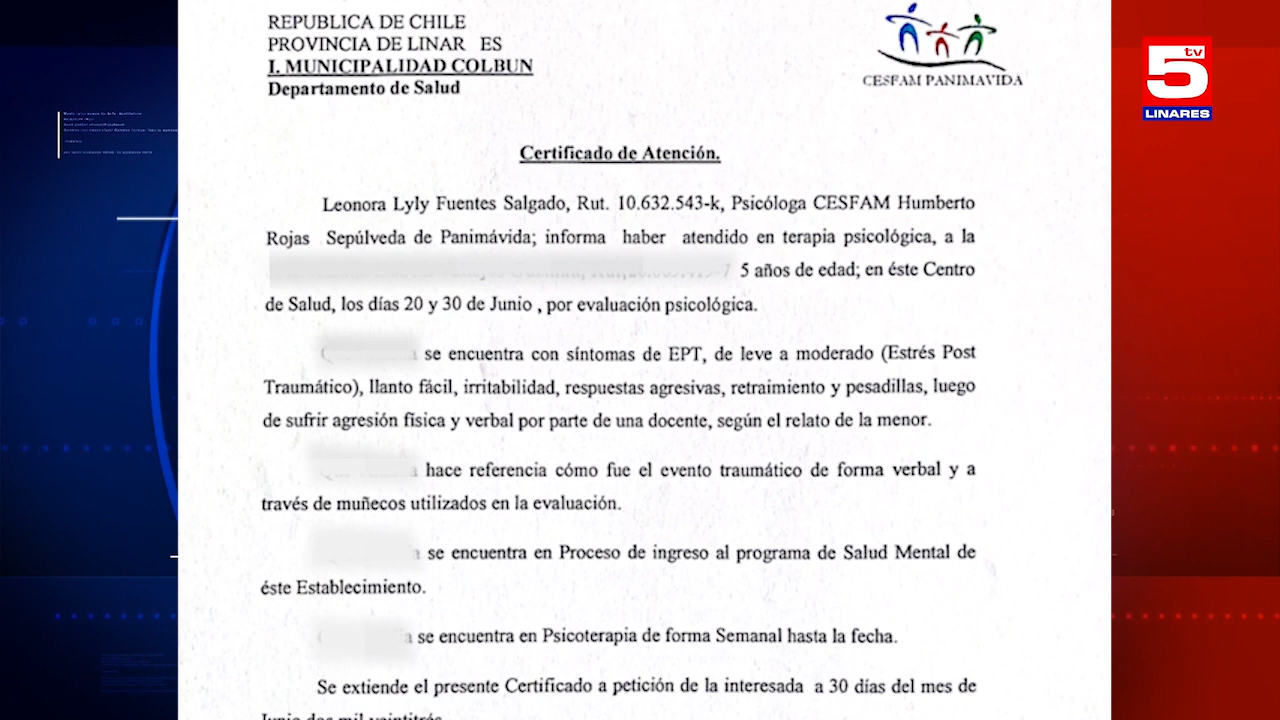 REPUBLICA DE CHILE
PROVINCIA DE LINAR ES
I. MUNICIPALIDAD COLBUN
Departamento de Salud
CESFAM PANIMAVIDA
5
tv
LINARES
Certificado de Atención.
Leonora Lyly Fuentes Salgado, Rut. 10.632.543-k, Psicóloga CESFAM Humberto
Rojas Sepúlveda de Panimávida; informa haber atendido en terapia psicológica, a la
5 años de edad; en éste Centro
de Salud, los días 20 y 30 de Junio , por evaluación psicológica.
se encuentra con síntomas de EPT, de leve a moderado (Estrés Post
Traumático), llanto fácil, irritabilidad, respuestas agresivas, retraimiento y pesadillas, luego
de sufrir agresión física y verbal por parte de una docente, según el relato de la menor.
hace referencia cómo fue el evento traumático de forma verbal y a
través de muñecos utilizados en la evaluación.
se encuentra en Proceso de ingreso al programa de Salud Mental de
éste Establecimiento.
se encuentra en Psicoterapia de forma Semanal hasta la fecha.
Se extiende el presente Certificado a petición de la interesada a 30 días del mes de
Junio dos mil veintitrés